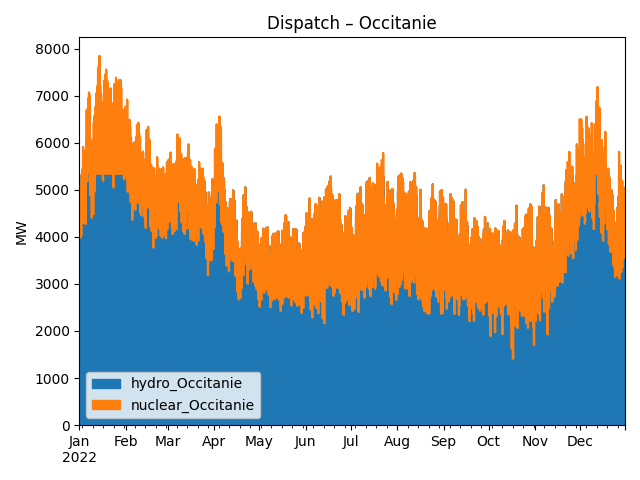 Dispatch – Occitanie
8000
7000
6000
5000
4000
3000
2000
1000
0
MW
hydro_Occitanie
nuclear_Occitanie
Jan Feb Mar Apr May Jun Jul Aug Sep Oct Nov Dec
2022